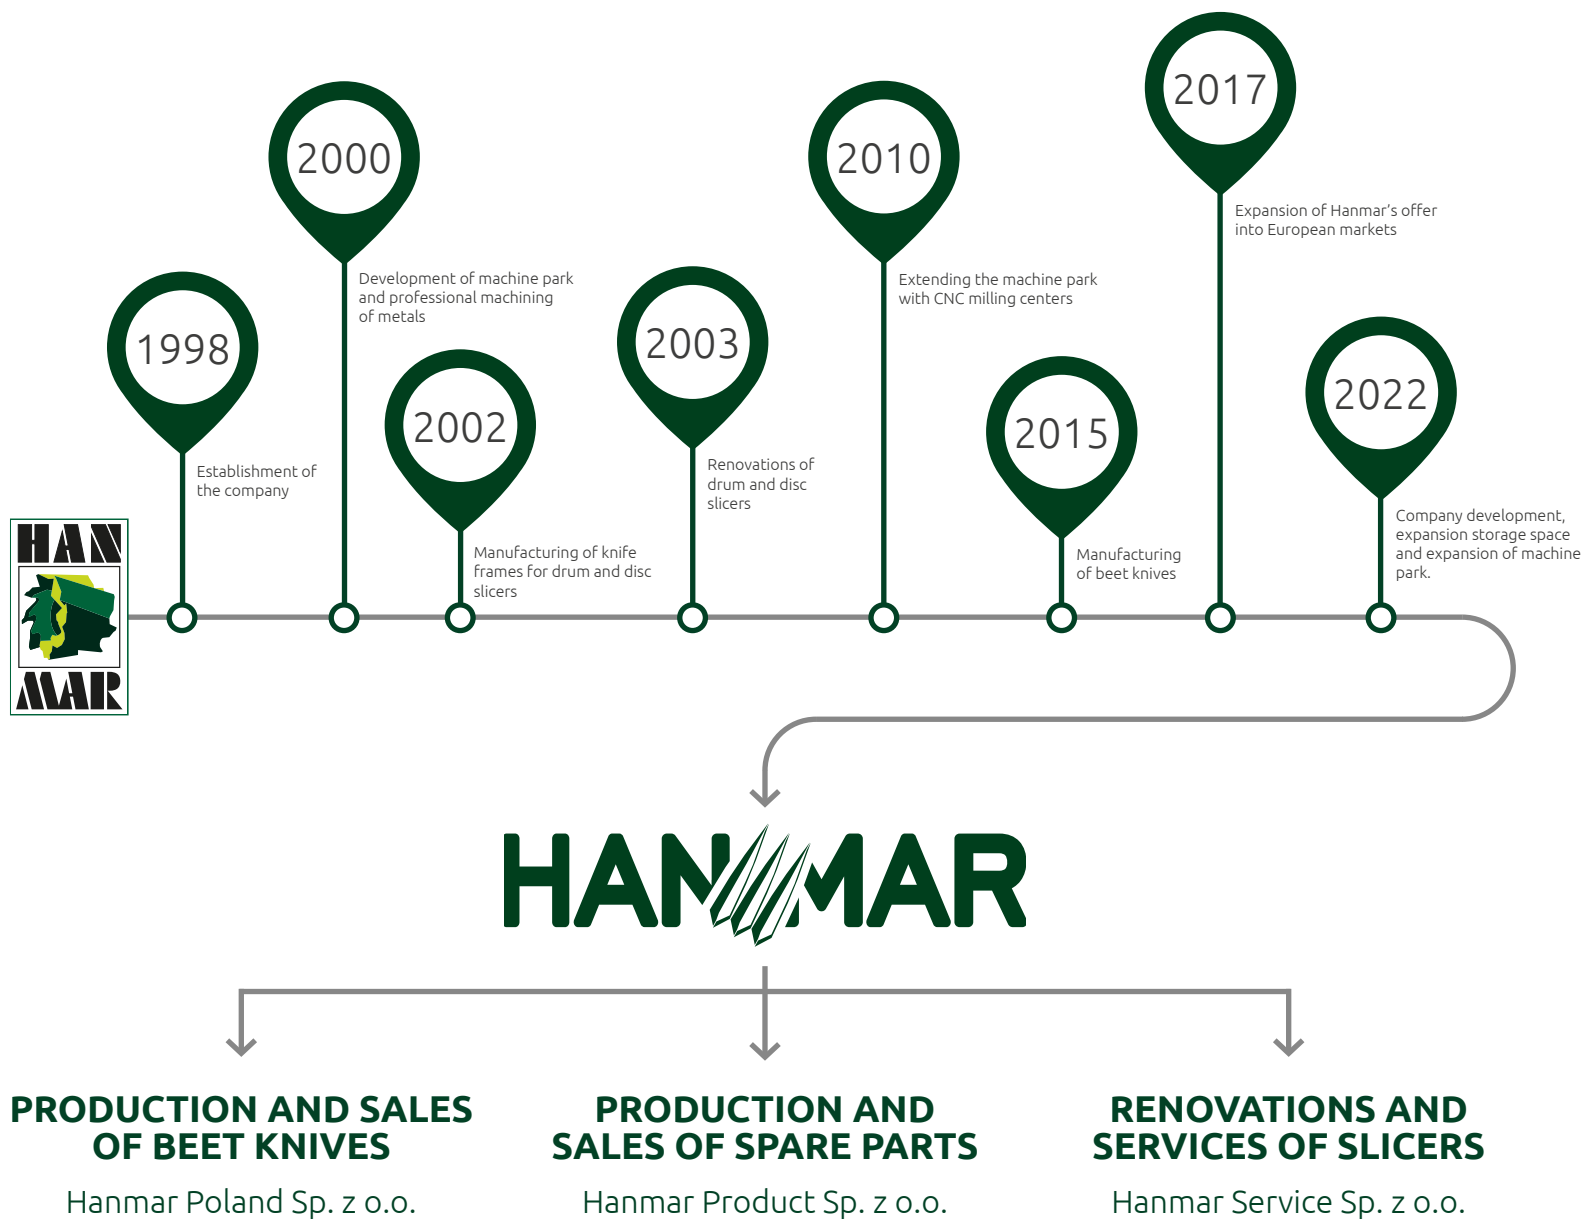 1998
Establishment of
the company
2000
Development of machine park
and professional machining
of metals
2002
Manufacturing of knife
frames for drum and disc
slicers
2003
Renovations of
drum and disc
slicers
2010
Extending the machine park
with CNC milling centers
2015
Manufacturing
of beet knives
2017
Expansion of Hanmar’s offer
into European markets
2022
Company development,
expansion storage space
and expansion of machine
park.
HAN
MAR
HANMAR
PRODUCTION AND SALES
OF BEET KNIVES
Hanmar Poland Sp. z o.o.
PRODUCTION AND
SALES OF SPARE PARTS
Hanmar Product Sp. z o.o.
RENOVATIONS AND
SERVICES OF SLICERS
Hanmar Service Sp. z o.o.